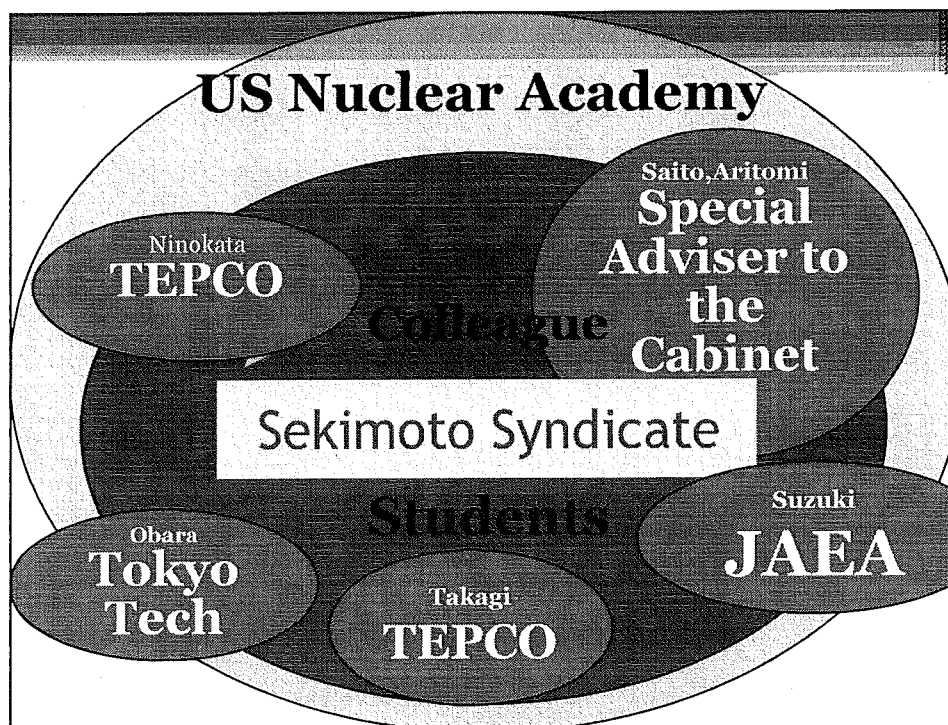 US Nuclear Academy
Saito,Aritomi
Special
Adviser to
the
Cabinet
Ninokata
TEPCO
Colleague
Sekimoto Syndicate
Students
Suzuki
JAEA
Obara
Tokyo
Tech
Takagi
TEPCO